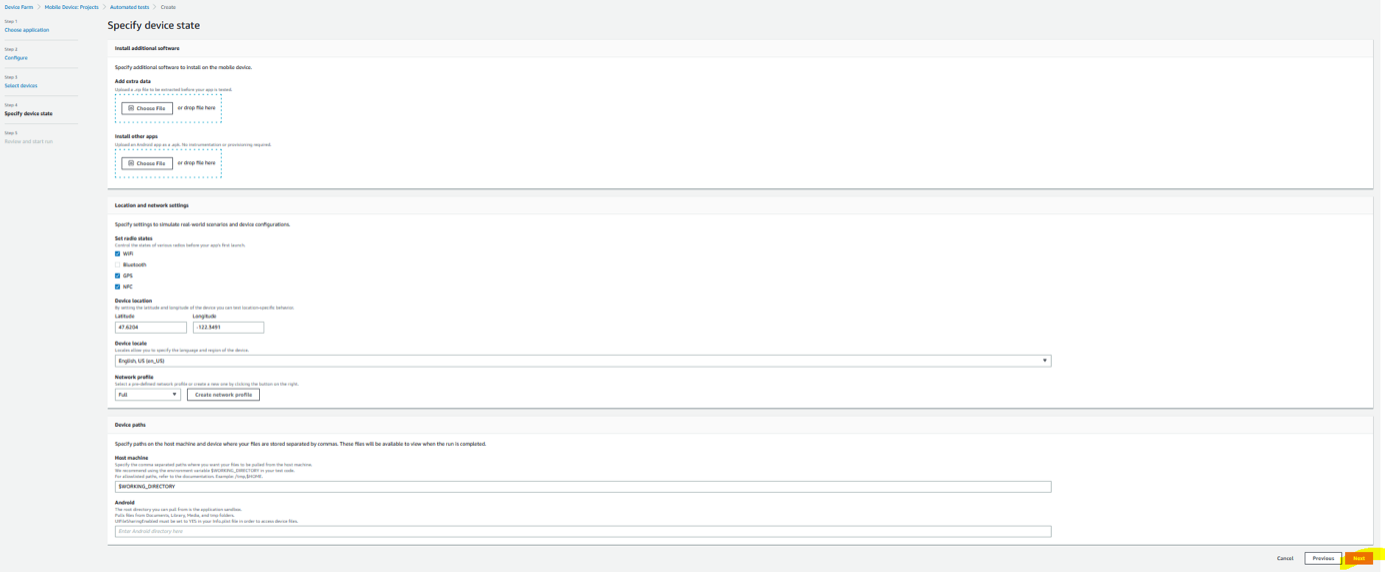 Device Farm > Mobile Device: Projects > Automated tests > Create
Step 1
Choose application
Step 2
Configure
Step 3
Select devices
Step 4
Specify device state
Step 5
Review and start run
Specify device state
Install additional software
Specify additional software to install on the mobile device.
Add extra data
Upload a .zip file to be extracted before your app is tested.
Choose File or drop file here
Install other apps
Upload an Android app as a .apk. No instrumentation or provisioning required.
Choose File or drop file here
Location and network settings
Specify settings to simulate real-world scenarios and device configurations.
Set radio states
Control the states of various radios before your app's first launch.
WiFi
Bluetooth
GPS
NFC
Device location
By setting the latitude and longitude of the device you can test location-specific behavior.
Latitude Longitude
47.6204 -122.3491
Device locale
Locales allow you to specify the language and region of the device.
English, US (en_US)
Network profile
Select a pre-defined network profile or create a new one by clicking the button on the right.
Full Create network profile
Device paths
Specify paths on the host machine and device where your files are stored separated by commas. These files will be available to view when the run is completed.
Host machine
Specify the comma separated paths where you want your files to be pulled from the host machine.
We recommend using the environment variable $WORKING_DIRECTORY in your test code.
For allowlisted paths, refer to the documentation. Example: /tmp,$HOME
$WORKING_DIRECTORY
Android
The root directory you can pull from is the application sandbox.
Pulls files from Documents, Library, Media, and tmp folders.
UIFileSharingEnabled must be set to YES in your Info.plist file in order to access device files.
Enter Android directory here
Cancel Previous Next